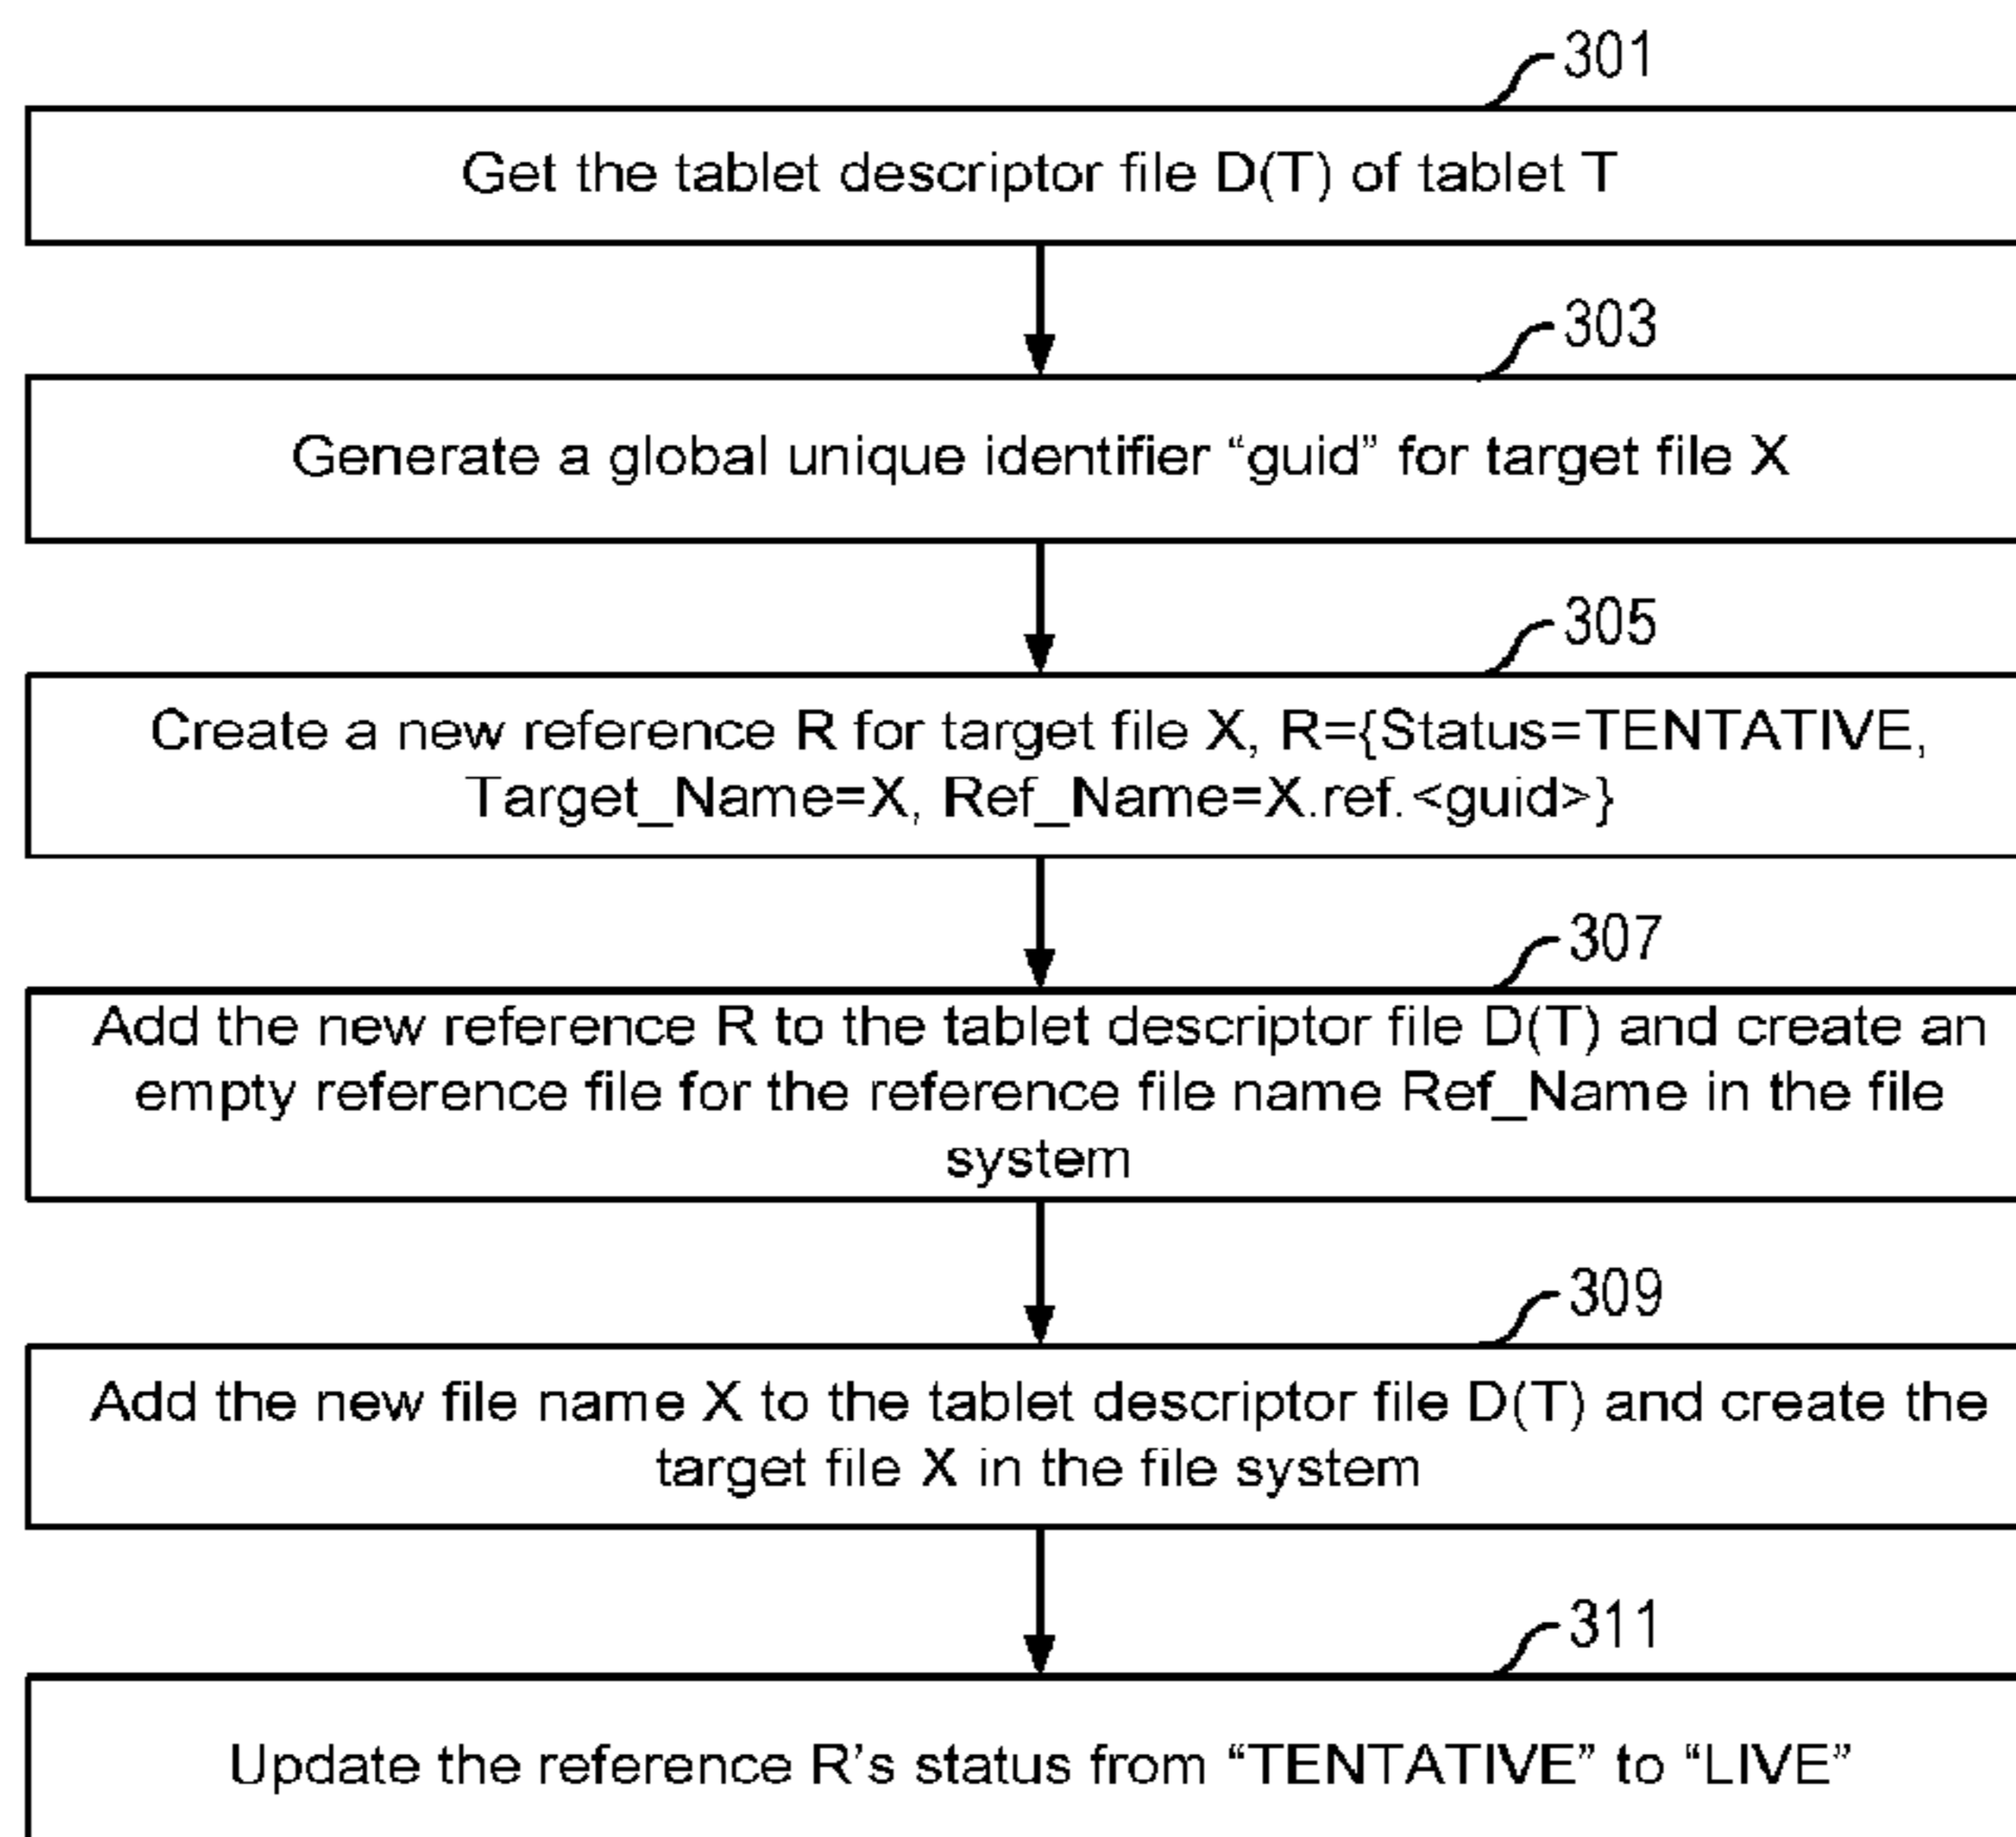 301
Get the tablet descriptor file D(T) of tablet T
303
Generate a global unique identifier “guid” for target file X
305
Create a new reference R for target file X, R={Status=TENTATIVE,
Target_Name=X, Ref_Name=X.ref.<guid>}
307
Add the new reference R to the tablet descriptor file D(T) and create an
empty reference file for the reference file name Ref_Name in the file
system
309
Add the new file name X to the tablet descriptor file D(T) and create the
target file X in the file system
311
Update the reference R’s status from “TENTATIVE” to “LIVE”